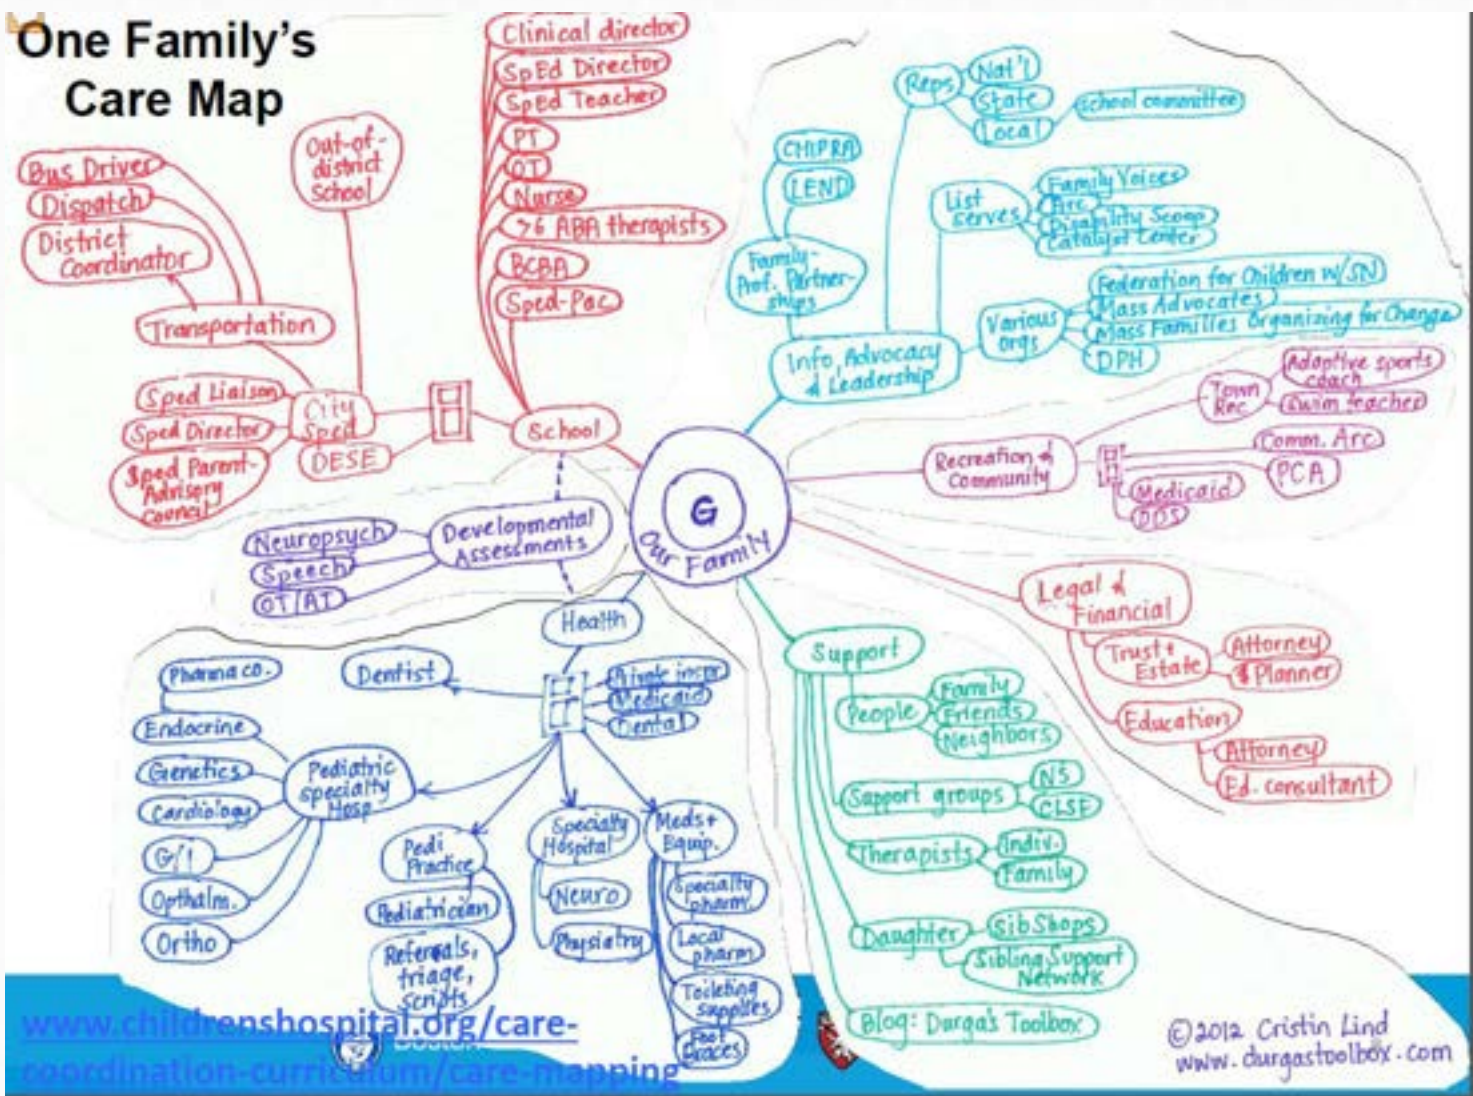 One Family's
Care Map
Clinical director
SpEd Director
SpEd Teacher
PT
OT
Nurse
>6 ABA therapists
BCBA
Sped-Pac
Out-of-
district
School
Bus Driver
Dispatch
District
Coordinator
Transportation
Sped Liaison
Sped Director
Sped Parent-
Advisory
Council
City
Sped
DESE
School
Reps
Nat'l
State
Local
School committee
CHIPRA
LEND
Family-
Prof. Partner-
ships
List
serves
Family Voices
Arc
Disability Scoop
Catalyst Center
Various
orgs
Federation for Children w/SN
Mass Advocates
Mass Families Organizing for Change
DPH
Info, Advocacy
& Leadership
Town
Rec
Adaptive sports
coach
Swim teacher
Recreation &
Community
Comm. Arc
PCA
Medicaid
DDS
G
Our Family
Developmental
Assessments
Neuropsych
Speech
OT/AT
Legal &
Financial
Trust +
Estate
Attorney
$ Planner
Education
Attorney
Ed. consultant
Health
Dentist
Private insur
Medicaid
Dental
Pharma co.
Endocrine
Genetics
Cardiology
G/I
Opthalm.
Ortho
Pediatric
specialty
Hosp
Pedi
Practice
Pediatrician
Referrals,
triage,
scripts
Specialty
Hospital
Neuro
Physiatry
Meds +
Equip.
Specialty
pharm
Local
pharm
Toileting
supplies
Foot
Braces
Support
People
Family
Friends
Neighbors
Support groups
NS
CLSE
Therapists
Indiv.
Family
Daughter
SibShops
Sibling Support
Network
Blog: Durga's Toolbox
©2012 Cristin Lind
www.durgastoolbox.com
www.childrenshospital.org/care-
coordination-curriculum/care-mapping